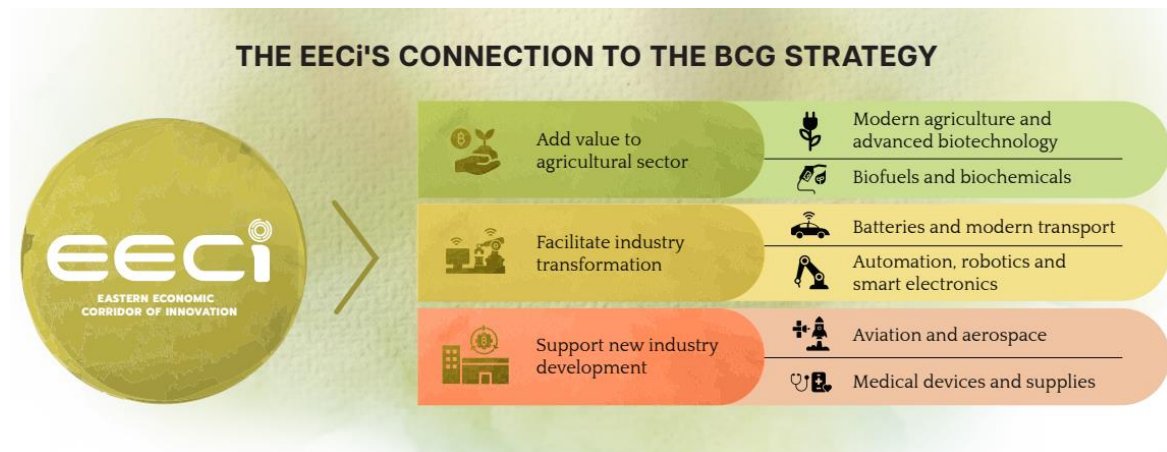 THE EECi'S CONNECTION TO THE BCG STRATEGY
eeci
EASTERN ECONOMIC
CORRIDOR OF INNOVATION
Add value to
agricultural sector
Modern agriculture and
advanced biotechnology
Biofuels and biochemicals
Facilitate industry
transformation
Batteries and modern transport
Automation, robotics and
smart electronics
Support new industry
development
Aviation and aerospace
Medical devices and supplies